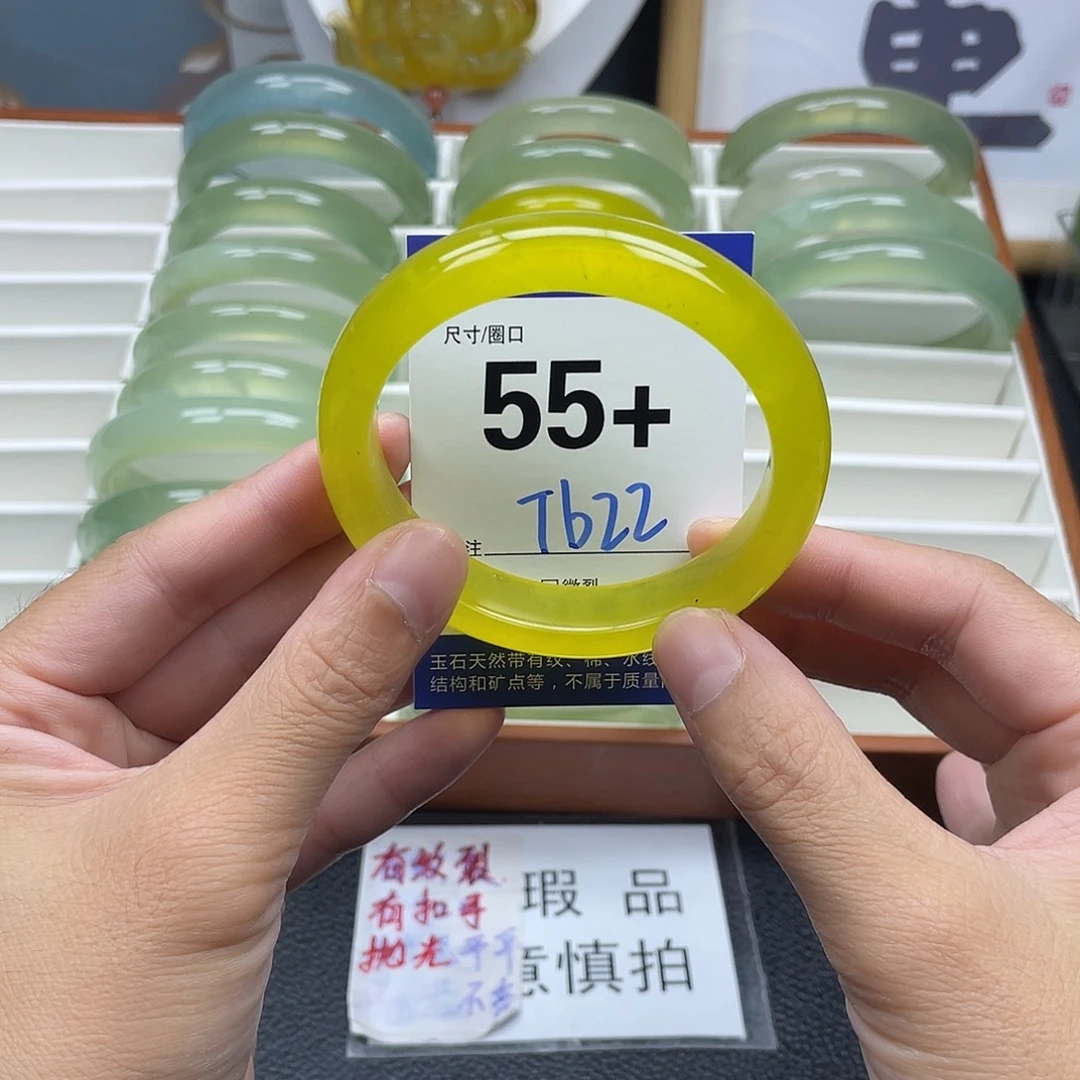 尺寸/圈口
55+
Tb22
注
微裂
玉石天然带有纹、棉、水线
结构和矿点等，不属于质量
有纹裂
有扣手
抛光
瑕品
意慎拍